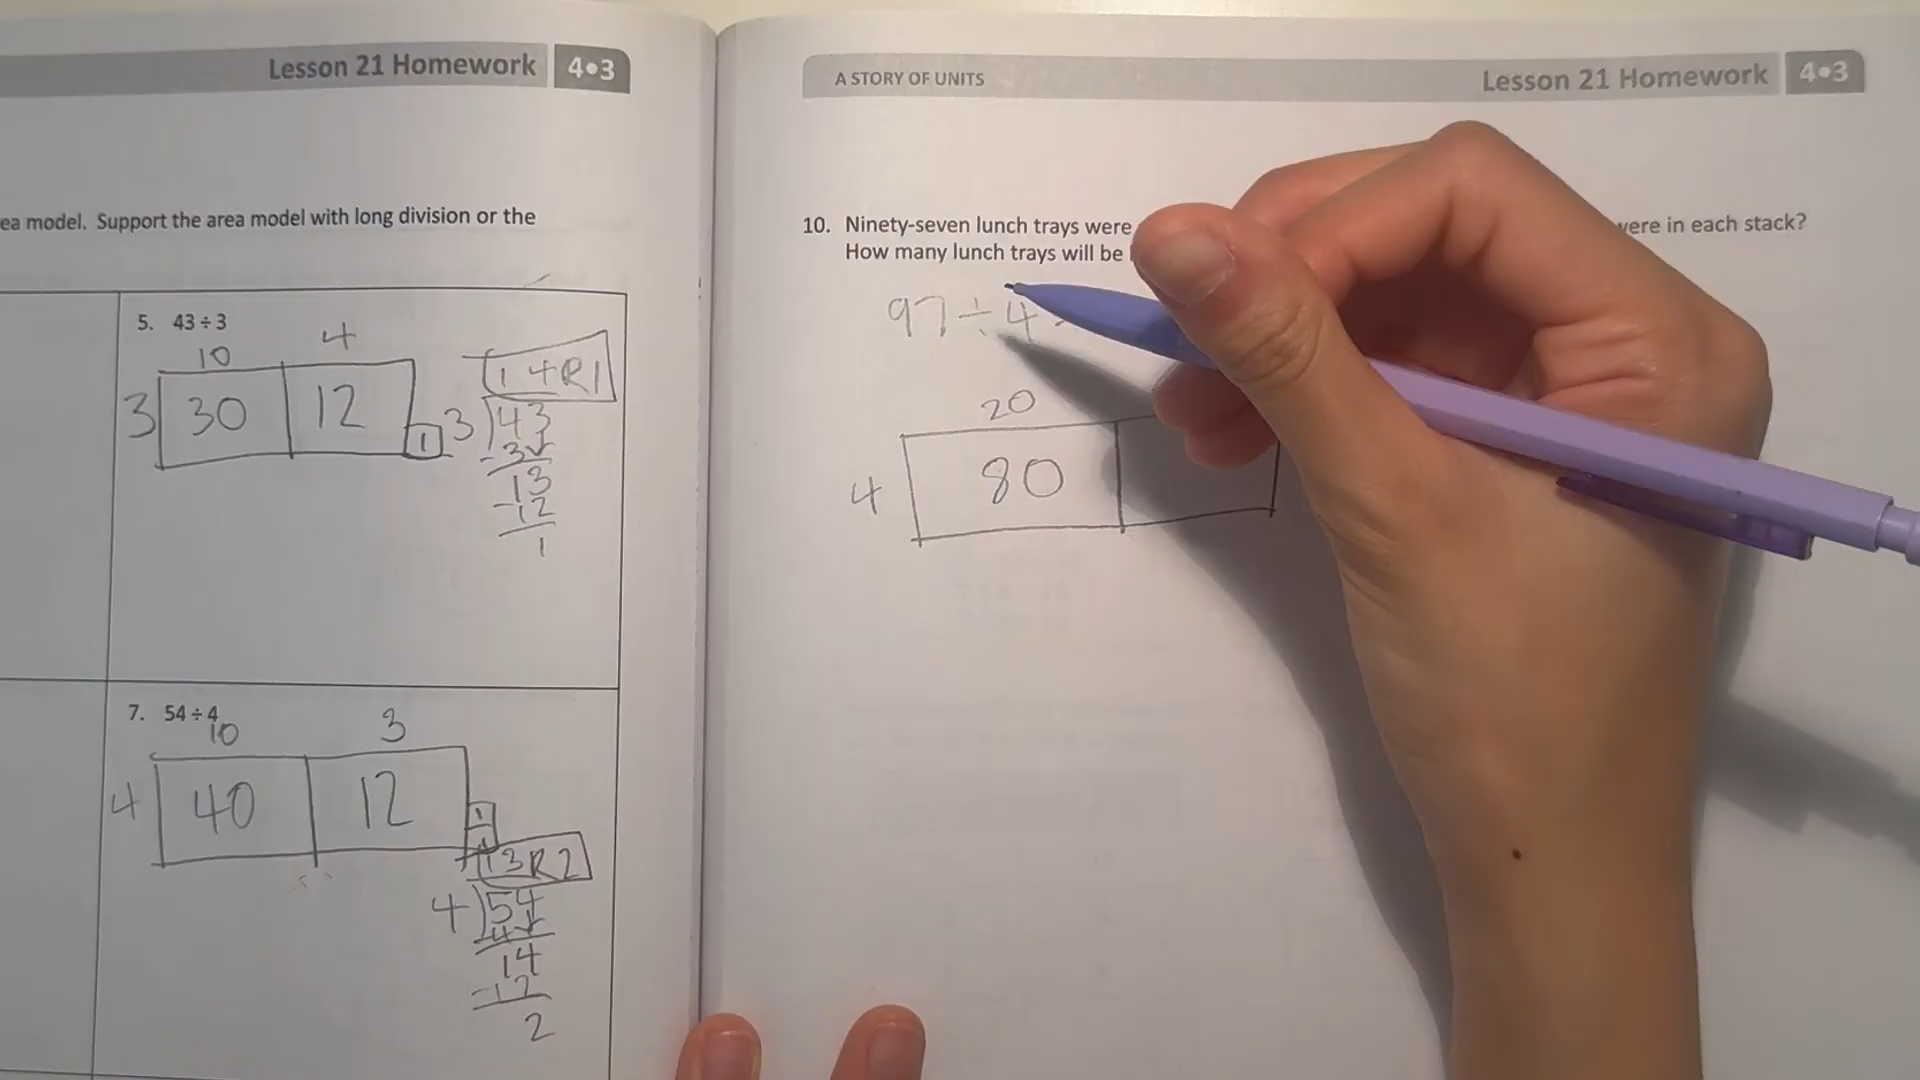 Lesson 21 Homework 4•3
ea model. Support the area model with long division or the
5. 43 ÷ 3
10 4
3 30 12 1
14R1
3 43
-3
13
-12
1
7. 54 ÷ 4
10 3
4 40 12 1
1
13R2
4 54
-4
14
-12
2
A STORY OF UNITS Lesson 21 Homework 4•3
10. Ninety-seven lunch trays were were in each stack?
How many lunch trays will be
97 ÷ 4
20
4 80